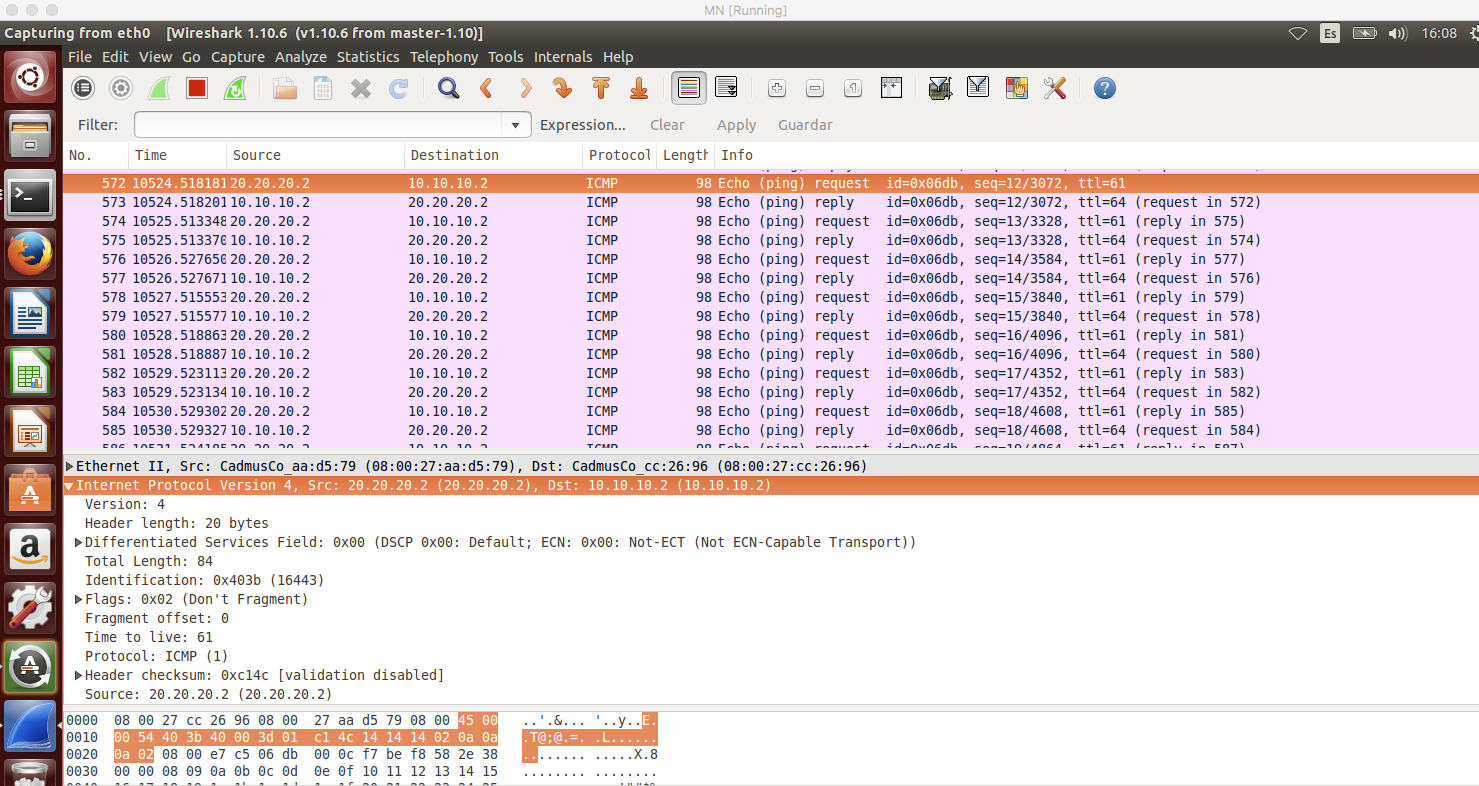 MN [Running]
Capturing from eth0 [Wireshark 1.10.6 (v1.10.6 from master-1.10)]
Es
16:08
File Edit View Go Capture Analyze Statistics Telephony Tools Internals Help
Filter:
Expression... Clear Apply Guardar
No. Time Source Destination Protocol Length Info
572 10524.518181 20.20.20.2 10.10.10.2 ICMP 98 Echo (ping) request id=0x06db, seq=12/3072, ttl=61
573 10524.518201 10.10.10.2 20.20.20.2 ICMP 98 Echo (ping) reply id=0x06db, seq=12/3072, ttl=64 (request in 572)
574 10525.513348 20.20.20.2 10.10.10.2 ICMP 98 Echo (ping) request id=0x06db, seq=13/3328, ttl=61 (reply in 575)
575 10525.513370 10.10.10.2 20.20.20.2 ICMP 98 Echo (ping) reply id=0x06db, seq=13/3328, ttl=64 (request in 574)
576 10526.527650 20.20.20.2 10.10.10.2 ICMP 98 Echo (ping) request id=0x06db, seq=14/3584, ttl=61 (reply in 577)
577 10526.527671 10.10.10.2 20.20.20.2 ICMP 98 Echo (ping) reply id=0x06db, seq=14/3584, ttl=64 (request in 576)
578 10527.515553 20.20.20.2 10.10.10.2 ICMP 98 Echo (ping) request id=0x06db, seq=15/3840, ttl=61 (reply in 579)
579 10527.515577 10.10.10.2 20.20.20.2 ICMP 98 Echo (ping) reply id=0x06db, seq=15/3840, ttl=64 (request in 578)
580 10528.518863 20.20.20.2 10.10.10.2 ICMP 98 Echo (ping) request id=0x06db, seq=16/4096, ttl=61 (reply in 581)
581 10528.518887 10.10.10.2 20.20.20.2 ICMP 98 Echo (ping) reply id=0x06db, seq=16/4096, ttl=64 (request in 580)
582 10529.523113 20.20.20.2 10.10.10.2 ICMP 98 Echo (ping) request id=0x06db, seq=17/4352, ttl=61 (reply in 583)
583 10529.523134 10.10.10.2 20.20.20.2 ICMP 98 Echo (ping) reply id=0x06db, seq=17/4352, ttl=64 (request in 582)
584 10530.529302 20.20.20.2 10.10.10.2 ICMP 98 Echo (ping) request id=0x06db, seq=18/4608, ttl=61 (reply in 585)
585 10530.529327 10.10.10.2 20.20.20.2 ICMP 98 Echo (ping) reply id=0x06db, seq=18/4608, ttl=64 (request in 584)
Ethernet II, Src: CadmusCo_aa:d5:79 (08:00:27:aa:d5:79), Dst: CadmusCo_cc:26:96 (08:00:27:cc:26:96)
Internet Protocol Version 4, Src: 20.20.20.2 (20.20.20.2), Dst: 10.10.10.2 (10.10.10.2)
Version: 4
Header length: 20 bytes
Differentiated Services Field: 0x00 (DSCP 0x00: Default; ECN: 0x00: Not-ECT (Not ECN-Capable Transport))
Total Length: 84
Identification: 0x403b (16443)
Flags: 0x02 (Don't Fragment)
Fragment offset: 0
Time to live: 61
Protocol: ICMP (1)
Header checksum: 0xc14c [validation disabled]
Source: 20.20.20.2 (20.20.20.2)
0000 08 00 27 cc 26 96 08 00 27 aa d5 79 08 00 45 00 ..'.&... '..y..E.
0010 00 54 40 3b 40 00 3d 01 c1 4c 14 14 14 02 0a 0a .T@;@.=. .L......
0020 0a 02 08 00 e7 c5 06 db 00 0c f7 be f8 58 2e 38 ........ .....X.8
0030 00 00 08 09 0a 0b 0c 0d 0e 0f 10 11 12 13 14 15 ........ ........